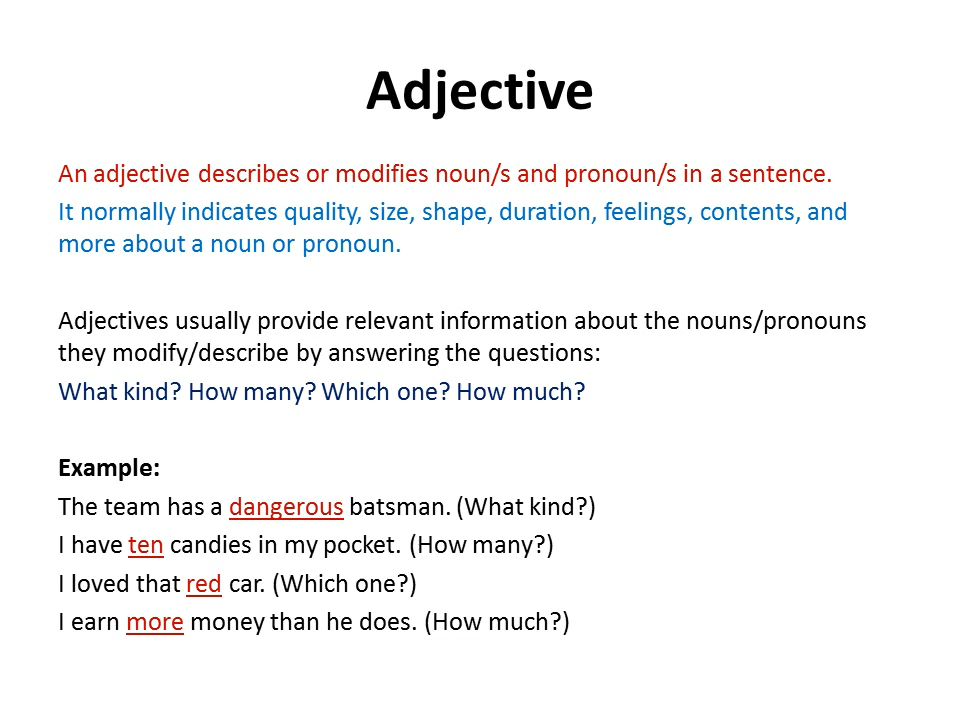 Adjective
An adjective describes or modifies noun/s and pronoun/s in a sentence.
It normally indicates quality, size, shape, duration, feelings, contents, and
more about a noun or pronoun.
Adjectives usually provide relevant information about the nouns/pronouns
they modify/describe by answering the questions:
What kind? How many? Which one? How much?
Example:
The team has a dangerous batsman. (What kind?)
I have ten candies in my pocket. (How many?)
I loved that red car. (Which one?)
I earn more money than he does. (How much?)